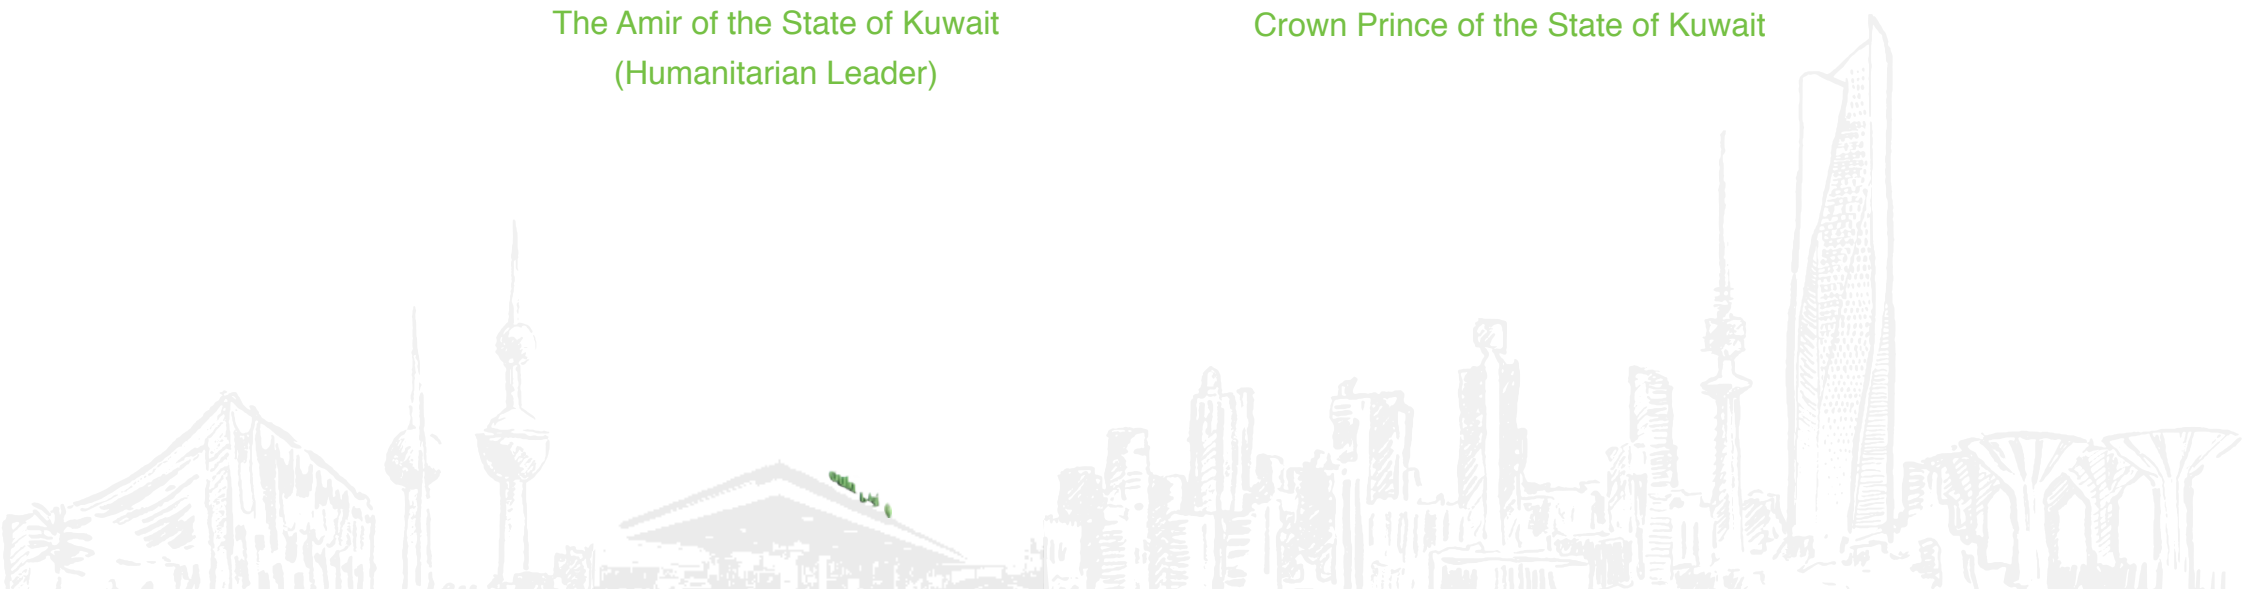 The Amir of the State of Kuwait
(Humanitarian Leader)
Crown Prince of the State of Kuwait